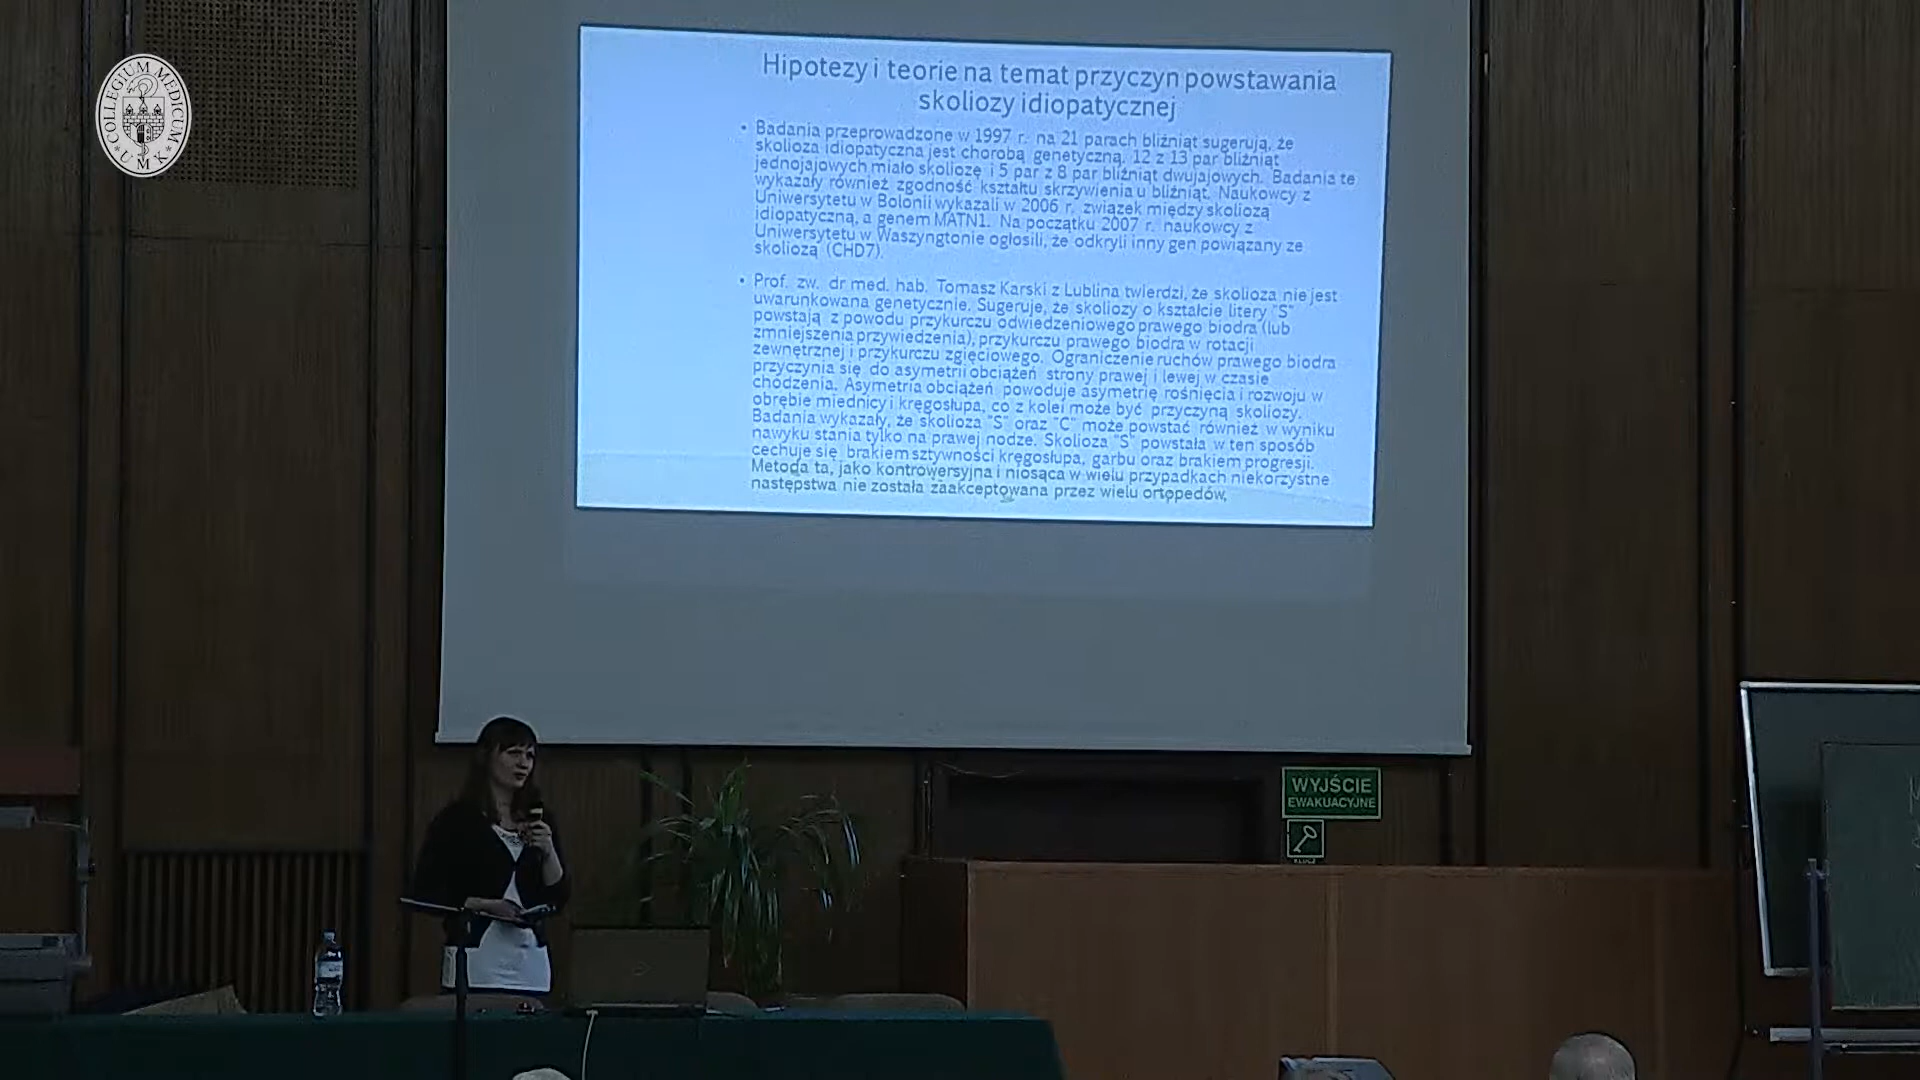 COLLEGIUM MEDICUM
* UMK *
Hipotezy i teorie na temat przyczyn powstawania
skoliozy idiopatycznej
• Badania przeprowadzone w 1997 r. na 21 parach bliźniąt sugerują, że
skolioza idiopatyczna jest chorobą genetyczną. 12 z 13 par bliźniąt
jednojajowych miało skoliozę i 5 par z 8 par bliźniąt dwujajowych. Badania te
wykazały również zgodność kształtu skrzywienia u bliźniąt. Naukowcy z
Uniwersytetu w Bolonii wykazali w 2006 r. związek między skoliozą
idiopatyczną, a genem MATN1. Na początku 2007 r. naukowcy z
Uniwersytetu w Waszyngtonie ogłosili, że odkryli inny gen powiązany ze
skoliozą (CHD7).
• Prof. zw. dr med. hab. Tomasz Karski z Lublina twierdzi, że skolioza nie jest
uwarunkowana genetycznie. Sugeruje, że skoliozy o kształcie litery "S"
powstają z powodu przykurczu odwiedzeniowego prawego biodra (lub
zmniejszenia przywiedzenia), przykurczu prawego biodra w rotacji
zewnętrznej i przykurczu zgięciowego. Ograniczenie ruchów prawego biodra
przyczynia się do asymetrii obciążeń strony prawej i lewej w czasie
chodzenia. Asymetria obciążeń powoduje asymetrię rośnięcia i rozwoju w
obrębie miednicy i kręgosłupa, co z kolei może być przyczyną skoliozy.
Badania wykazały, że skolioza "S" oraz "C" może powstać również w wyniku
nawyku stania tylko na prawej nodze. Skolioza "S" powstała w ten sposób
cechuje się brakiem sztywności kręgosłupa, garbu oraz brakiem progresji.
Metoda ta, jako kontrowersyjna i niosąca w wielu przypadkach niekorzystne
następstwa nie została zaakceptowana przez wielu ortopedów,
WYJŚCIE
EWAKUACYJNE
KLUCZ